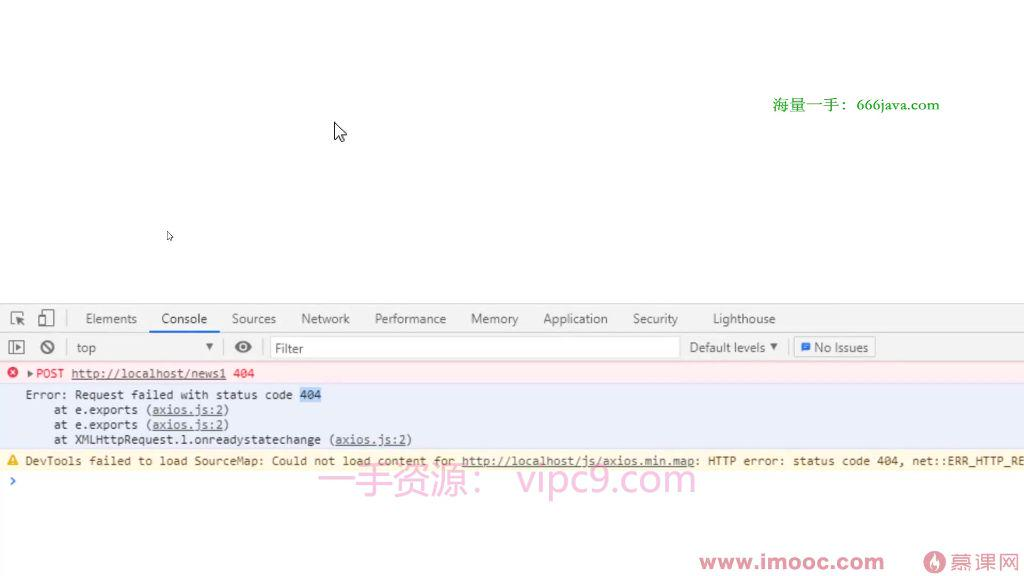 海量一手：666java.com
Elements Console Sources Network Performance Memory Application Security Lighthouse
top Filter Default levels No Issues
POST http://localhost/news1 404
Error: Request failed with status code 404
at e.exports (axios.js:2)
at e.exports (axios.js:2)
at XMLHttpRequest.l.onreadystatechange (axios.js:2)
DevTools failed to load SourceMap: Could not load content for http://localhost/js/axios.min.map: HTTP error: status code 404, net::ERR_HTTP_RE
一手资源： vipc9.com
www.imooc.com 慕课网